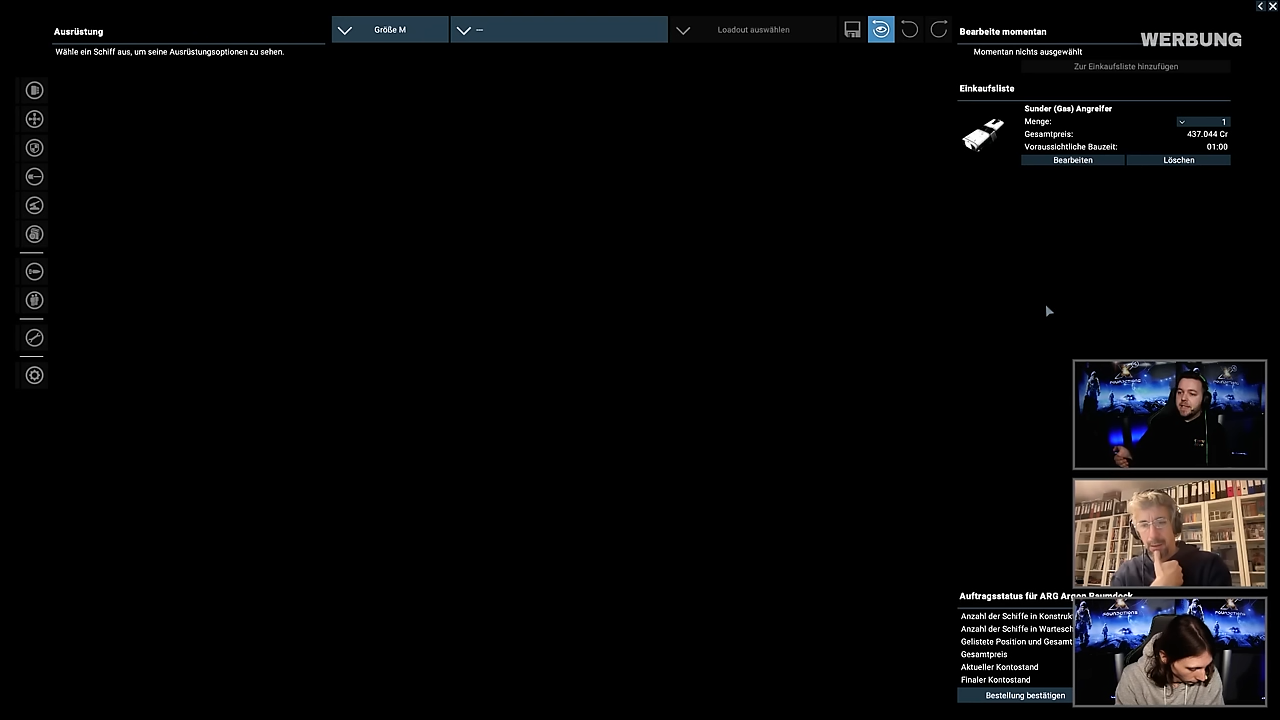 Ausrüstung
Wähle ein Schiff aus, um seine Ausrüstungsoptionen zu sehen.
Größe M
--
Loadout auswählen
Bearbeite momentan
WERBUNG
Momentan nichts ausgewählt
Zur Einkaufsliste hinzufügen
Einkaufsliste
Sunder (Gas) Angreifer
Menge: 1
Gesamtpreis: 437.044 Cr
Voraussichtliche Bauzeit: 01:00
Bearbeiten Löschen
Auftragsstatus für ARG Argon Raumdock
Anzahl der Schiffe in Konstruk
Anzahl der Schiffe in Wartesch
Gelistete Position und Gesamt
Gesamtpreis
Aktueller Kontostand
Finaler Kontostand
Bestellung bestätigen